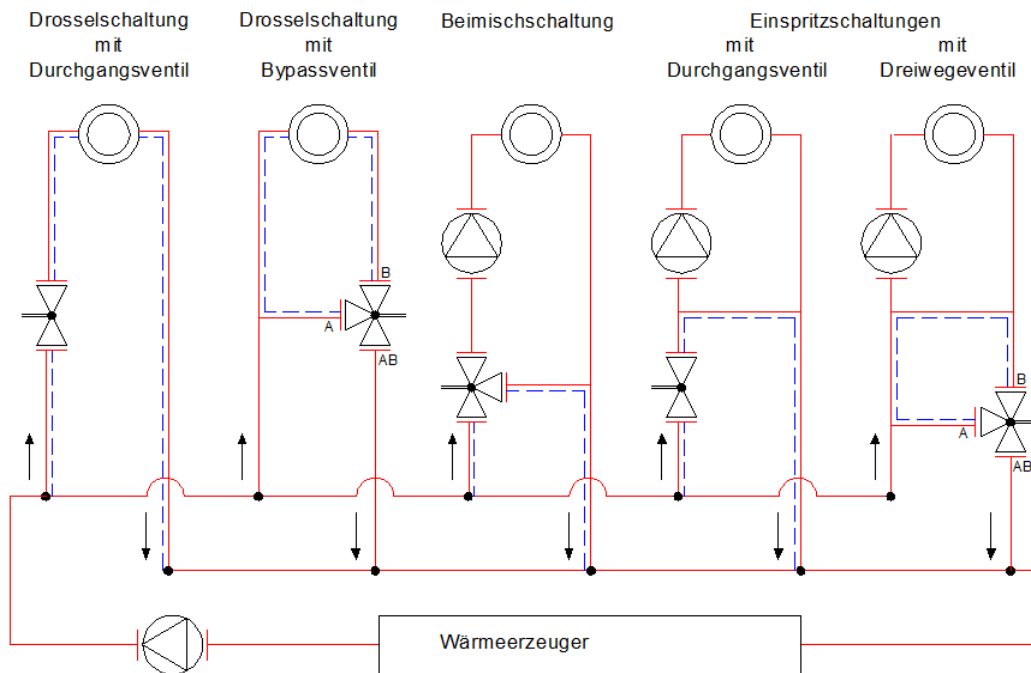 Drosselschaltung
mit
Durchgangsventil
Drosselschaltung
mit
Bypassventil
Beimischschaltung
Einspritzschaltungen
mit
Durchgangsventil
mit
Dreiwegeventil
B
A
AB
B
A
AB
Wärmeerzeuger